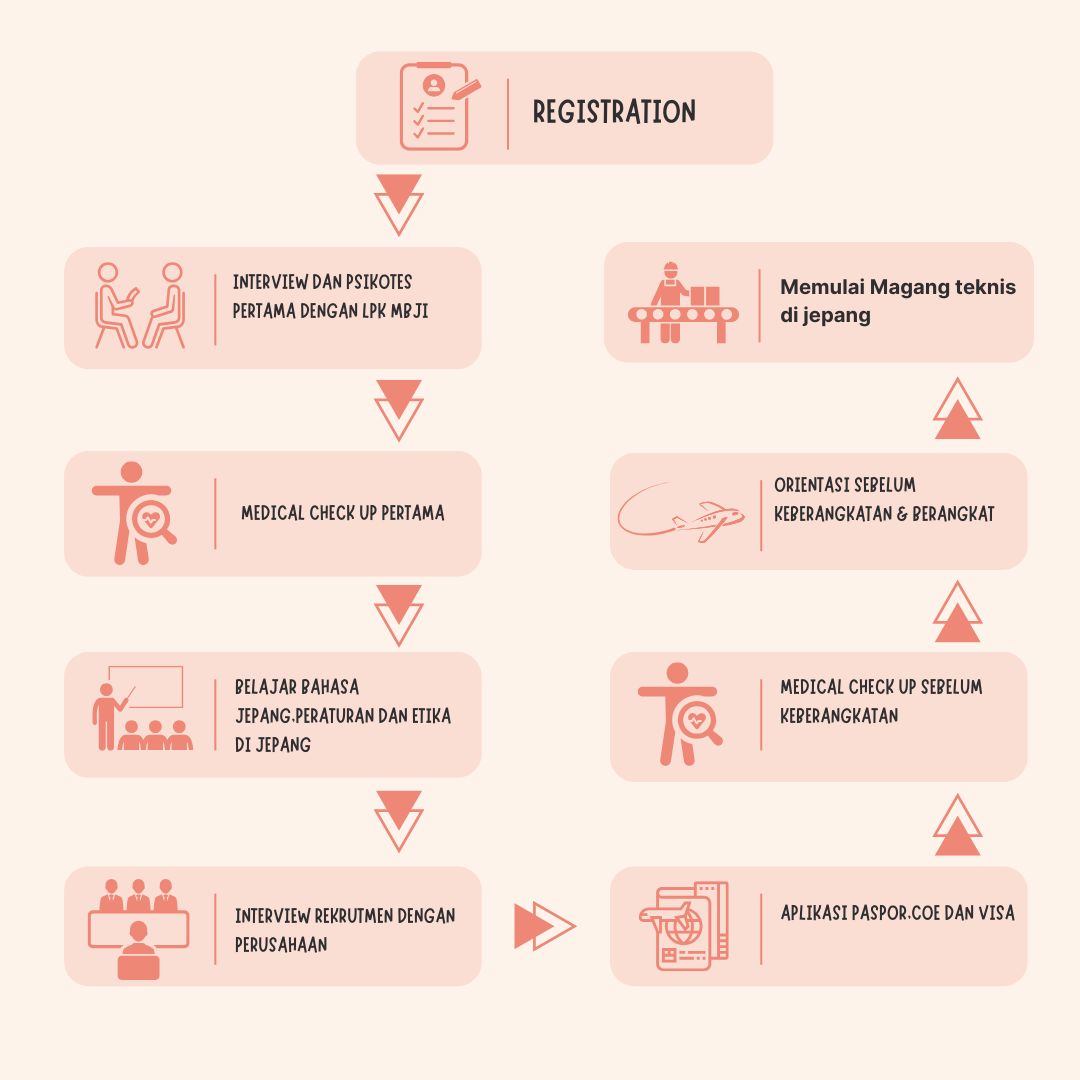 REGISTRATION
INTERVIEW DAN PSIKOTES
PERTAMA DENGAN LPK MBJI
MEDICAL CHECK UP PERTAMA
BELAJAR BAHASA
JEPANG.PERATURAN DAN ETIKA
DI JEPANG
INTERVIEW REKRUTMEN DENGAN
PERUSAHAAN
APLIKASI PASPOR.COE DAN VISA
MEDICAL CHECK UP SEBELUM
KEBERANGKATAN
ORIENTASI SEBELUM
KEBERANGKATAN & BERANGKAT
Memulai Magang teknis
di jepang